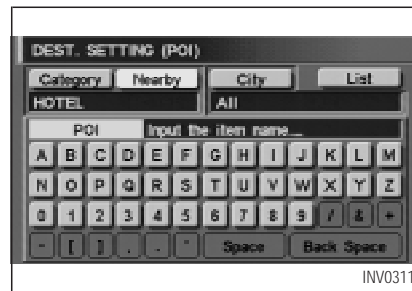 DEST. SETTING (POI)
Category Nearby City List
HOTEL All
POI Input the item name...
A B C D E F G H I J K L M
N O P Q R S T U V W X Y Z
0 1 2 3 4 5 6 7 8 9 / & +
- [ ] , . ' Space Back Space
INV0311